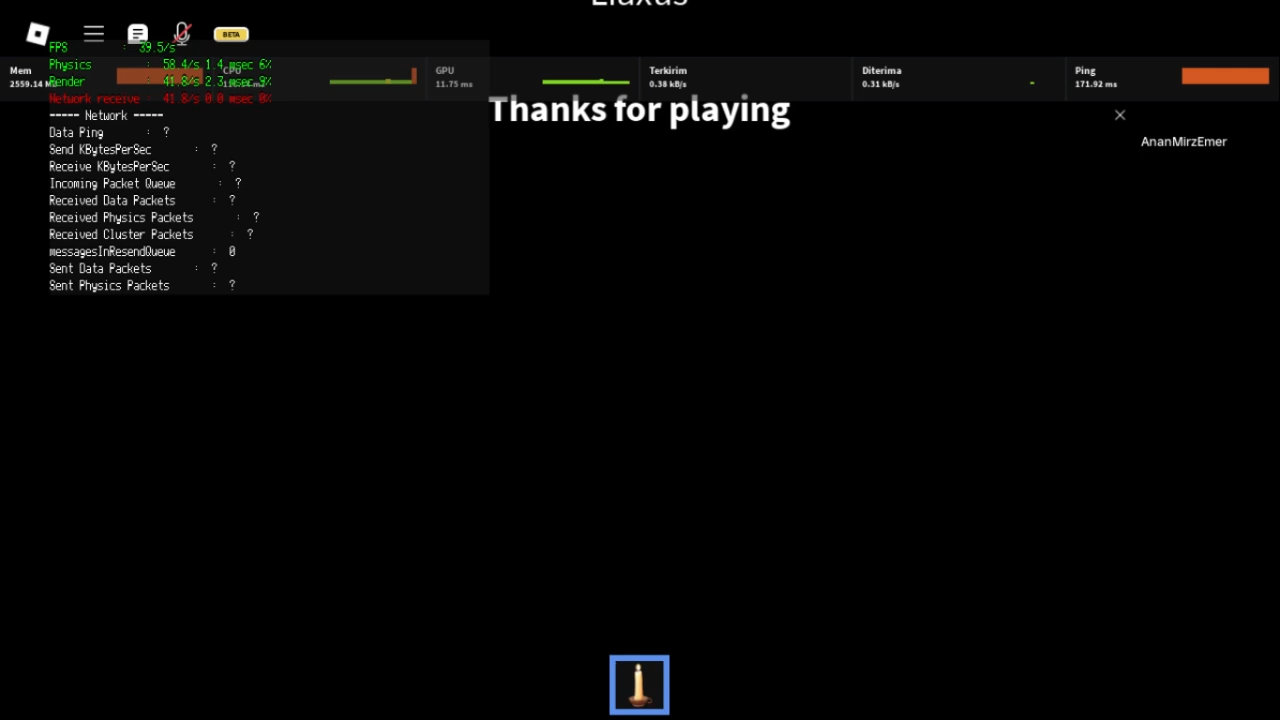 BETA
FPS : 39.5/s
Physics : 58.4/s 1.4 msec 6%
Render : 41.8/s 2.3 msec 9%
Network receive : 41.8/s 0.0 msec 0%
Mem
CPU
GPU
11.75 ms
Terkirim
0.38 kB/s
Diterima
0.31 kB/s
Ping
171.92 ms
Thanks for playing
AnanMirzEmer
----- Network -----
Data Ping : ?
Send KBytesPerSec : ?
Receive KBytesPerSec : ?
Incoming Packet Queue : ?
Received Data Packets : ?
Received Physics Packets : ?
Received Cluster Packets : ?
messagesInResendQueue : 0
Sent Data Packets : ?
Sent Physics Packets : ?